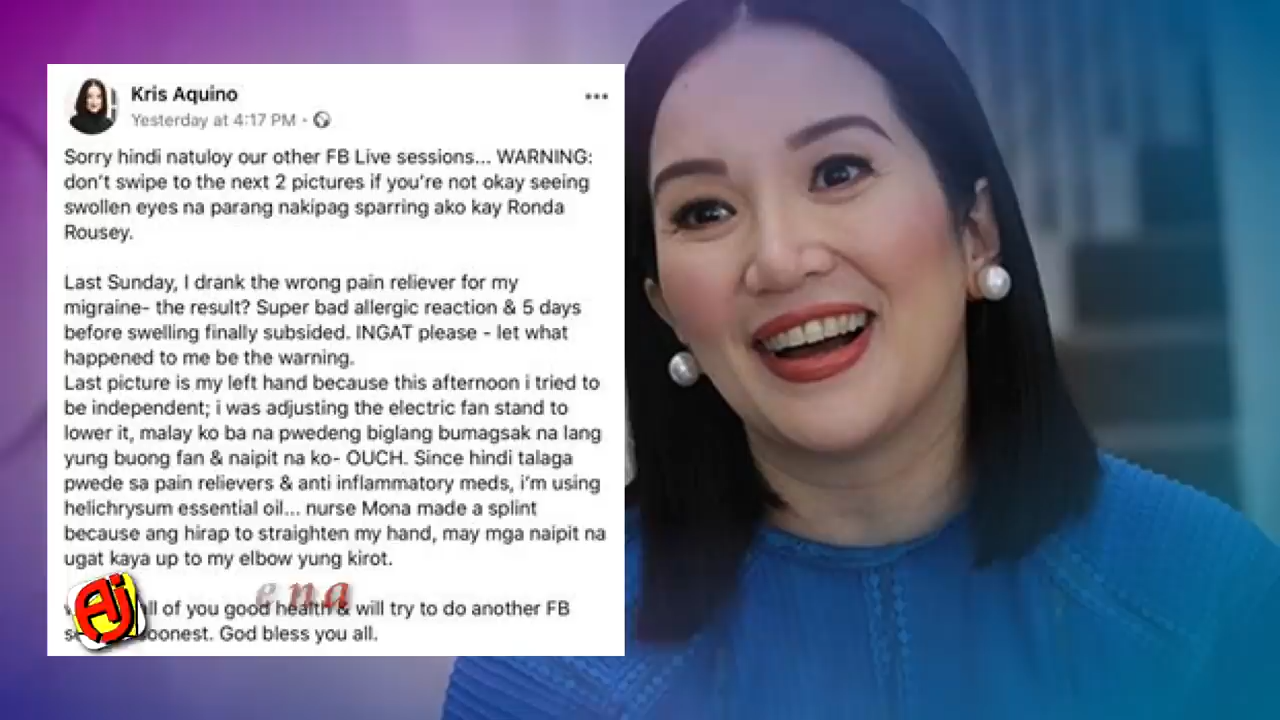 Kris Aquino
Yesterday at 4:17 PM ·
Sorry hindi natuloy our other FB Live sessions... WARNING:
don't swipe to the next 2 pictures if you're not okay seeing
swollen eyes na parang nakipag sparring ako kay Ronda
Rousey.
Last Sunday, I drank the wrong pain reliever for my
migraine- the result? Super bad allergic reaction & 5 days
before swelling finally subsided. INGAT please - let what
happened to me be the warning.
Last picture is my left hand because this afternoon i tried to
be independent; i was adjusting the electric fan stand to
lower it, malay ko ba na pwedeng biglang bumagsak na lang
yung buong fan & naipit na ko- OUCH. Since hindi talaga
pwede sa pain relievers & anti inflammatory meds, i'm using
helichrysum essential oil... nurse Mona made a splint
because ang hirap to straighten my hand, may mga naipit na
ugat kaya up to my elbow yung kirot.
ena
of you good health & will try to do another FB
soonest. God bless you all.
AJ